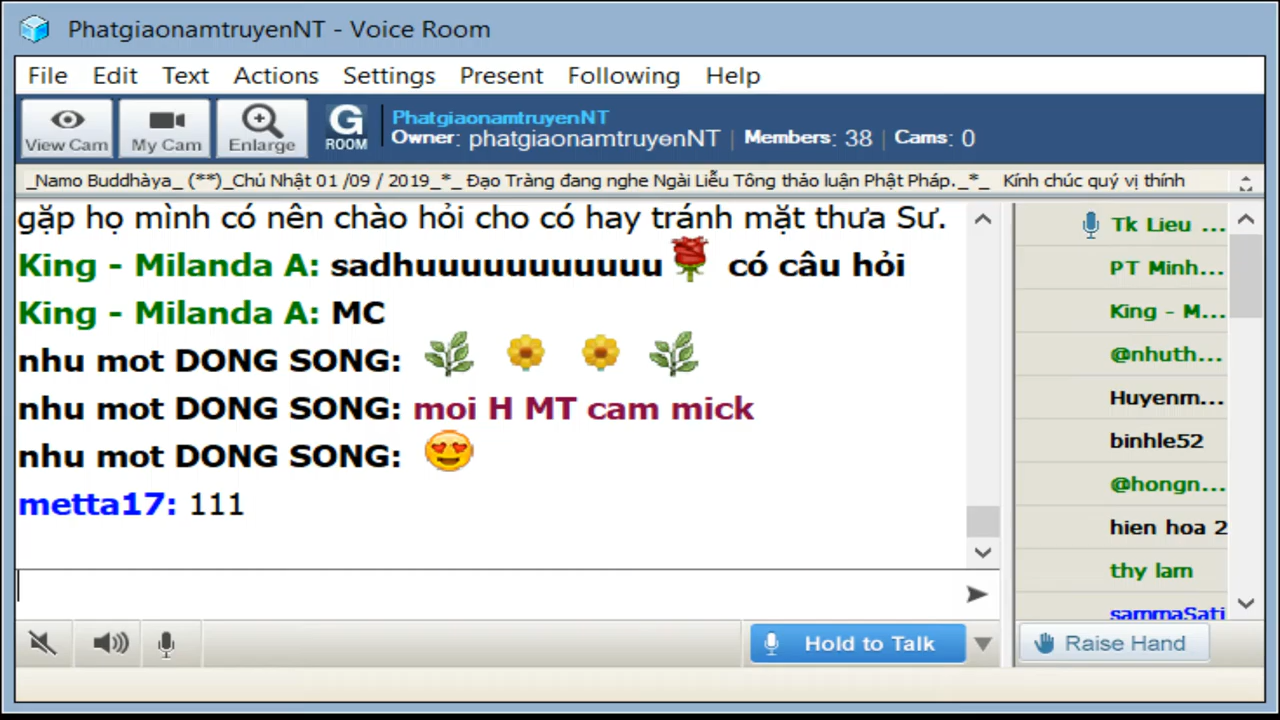 PhatgiaonamtruyenNT - Voice Room
File Edit Text Actions Settings Present Following Help
View Cam My Cam Enlarge G ROOM
PhatgiaonamtruyenNT
Owner: phatgiaonamtruyenNT | Members: 38 | Cams: 0
_Namo Buddhàya_ (**)_Chủ Nhật 01 /09 / 2019_*_ Đạo Tràng đang nghe Ngài Liễu Tông thảo luận Phật Pháp._*_ Kính chúc quý vị thính
gặp họ mình có nên chào hỏi cho có hay tránh mặt thưa Sư.
King - Milanda A: sadhuuuuuuuuuuu🌹 có câu hỏi
King - Milanda A: MC
nhu mot DONG SONG: 🌿 🌼 🌼 🌿
nhu mot DONG SONG: moi H MT cam mick
nhu mot DONG SONG: 😍
metta17: 111
Tk Lieu ...
PT Minh...
King - M...
@nhuth...
Huyenm...
binhle52
@hongn...
hien hoa 2
thy lam
sammaSati
Hold to Talk
Raise Hand